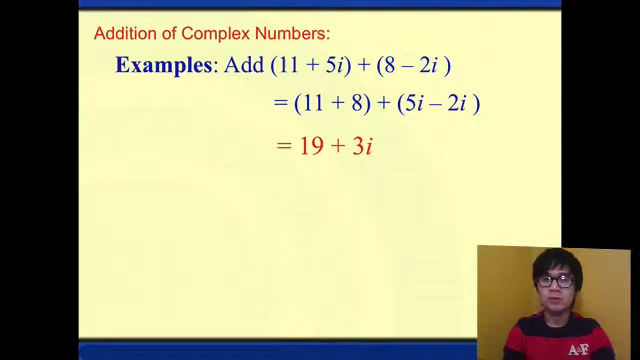 Addition of Complex Numbers:
Examples: Add (11 + 5i) + (8 – 2i )
= (11 + 8) + (5i – 2i )
= 19 + 3i
A&F